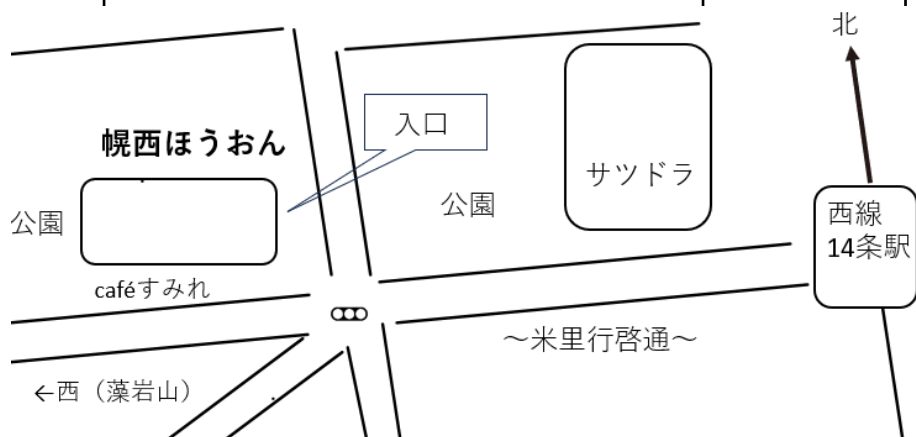 北
入口
幌西ほうおん
サツドラ
公園
公園
西線
14条駅
caféすみれ
～米里行啓通～
←西（藻岩山）